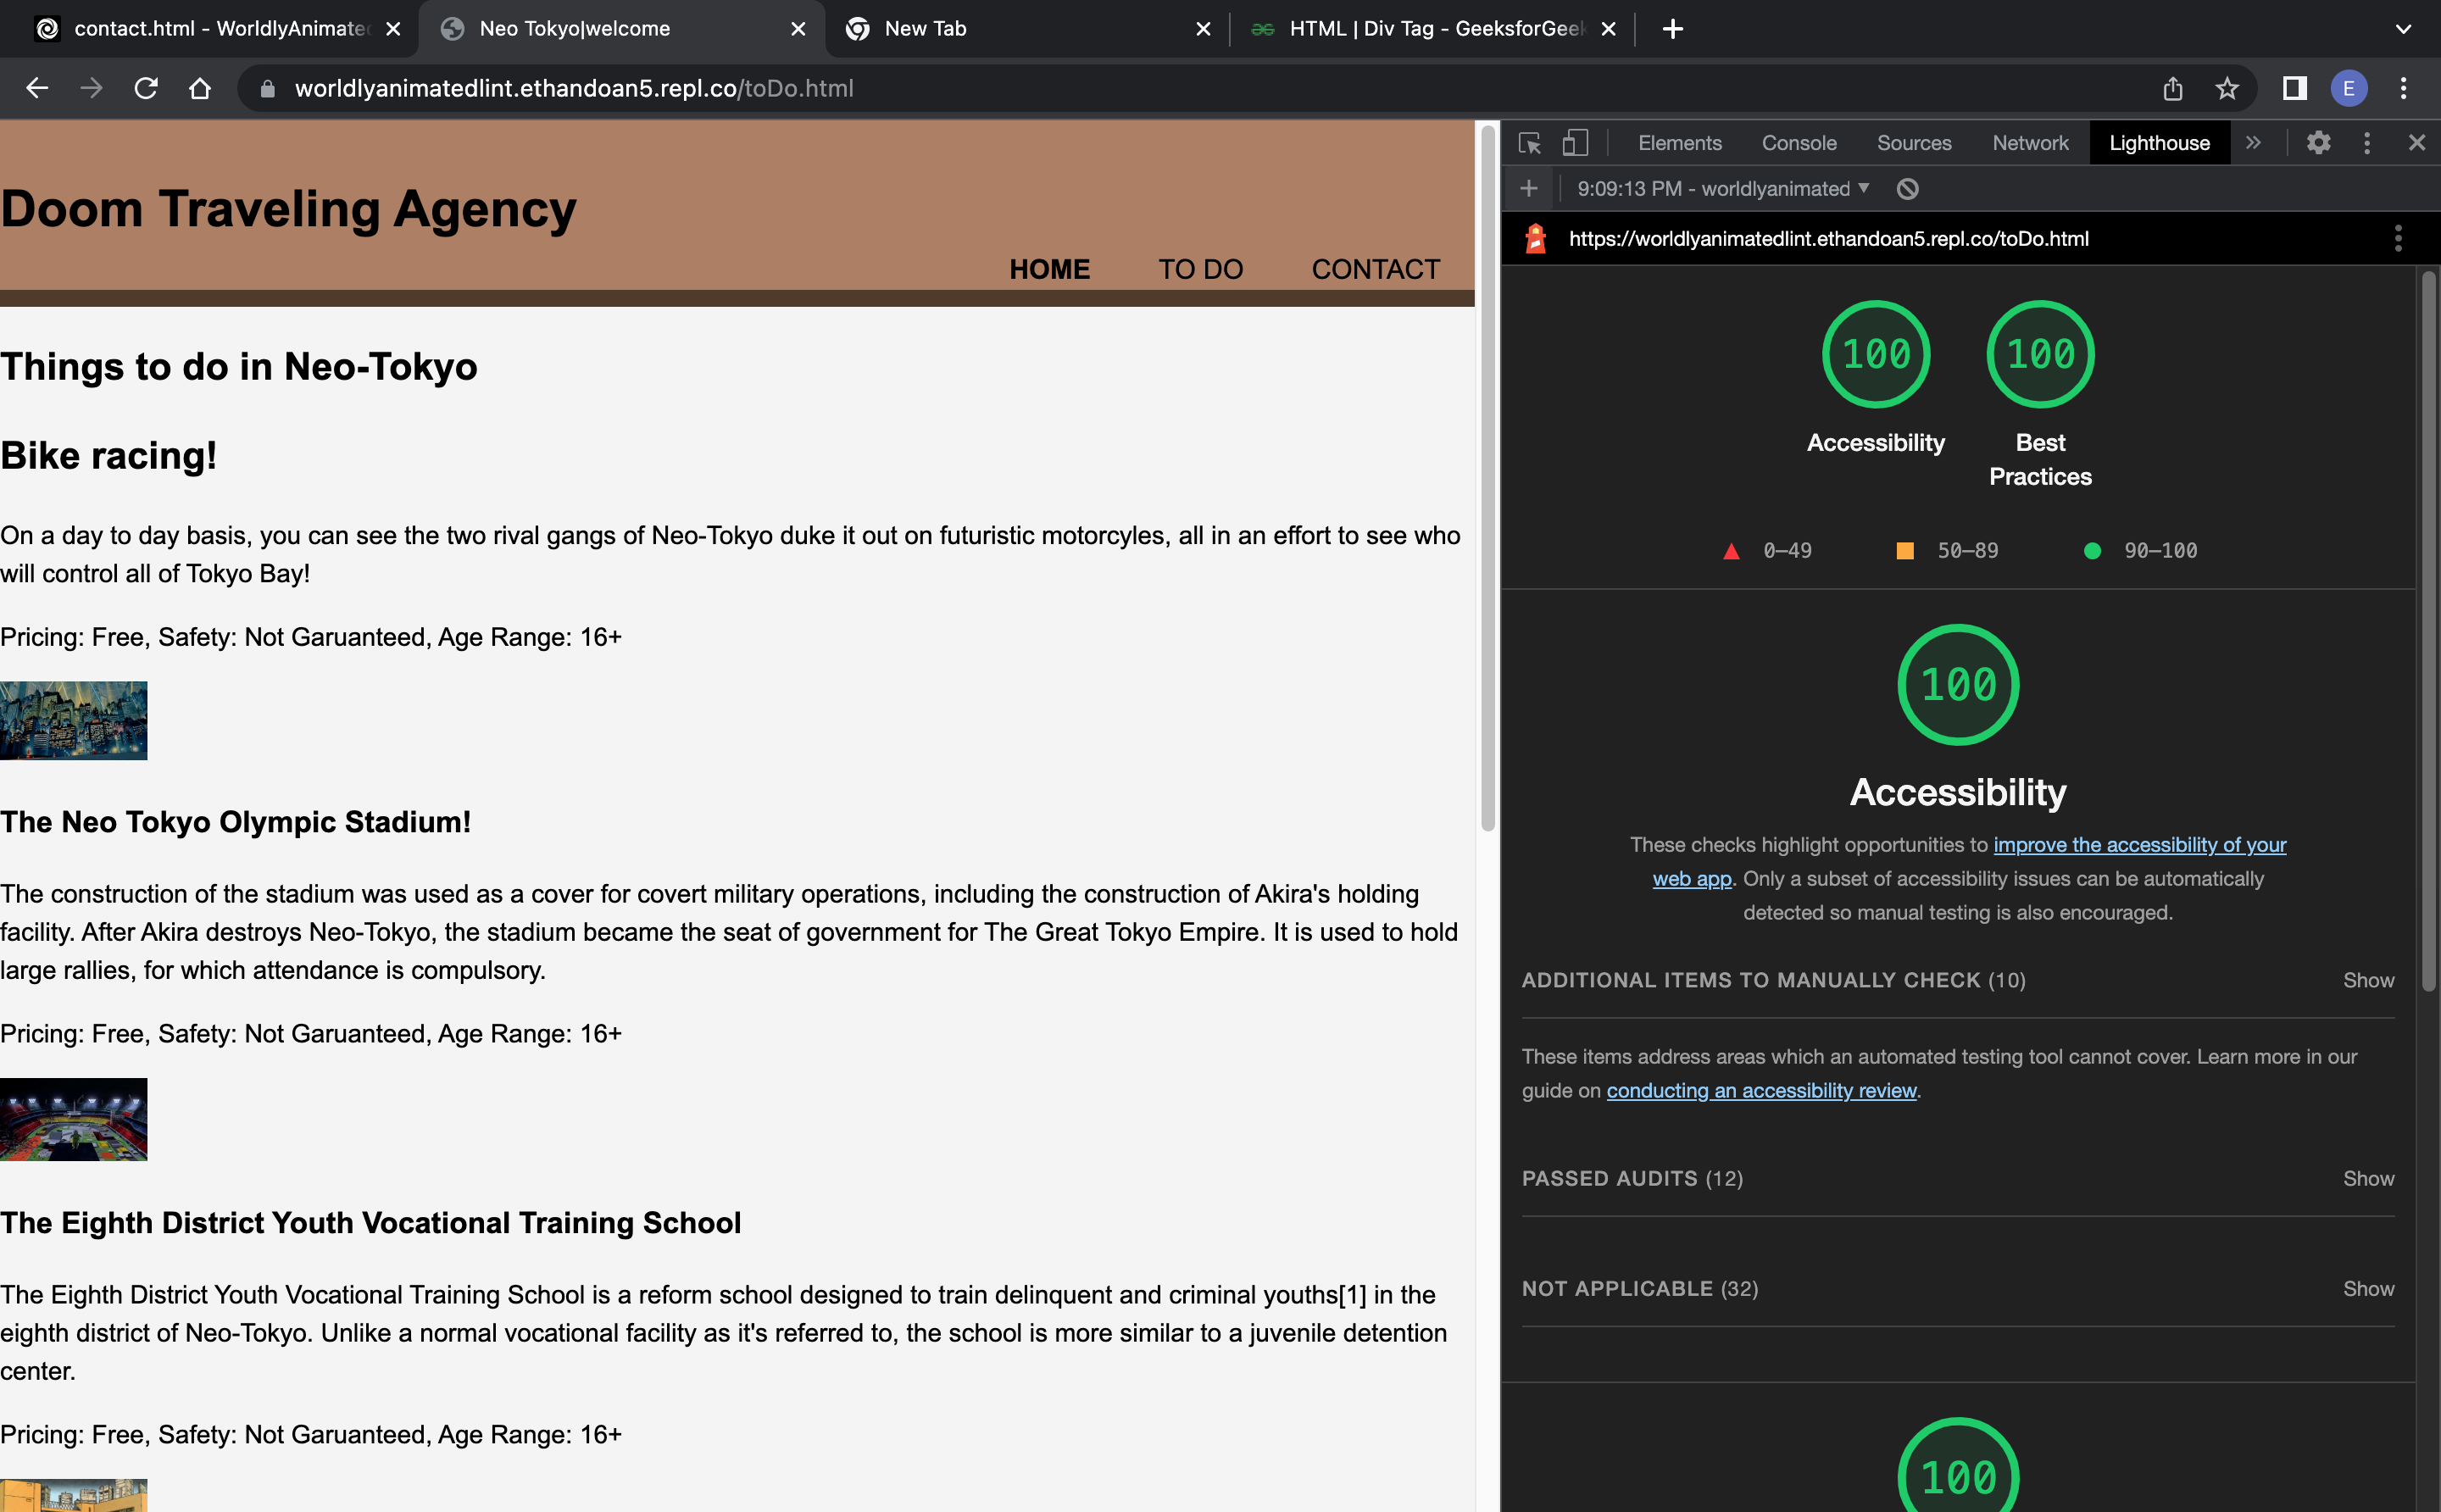 contact.html - WorldlyAnimated
Neo Tokyo|welcome
New Tab
HTML | Div Tag - GeeksforGeek
worldlyanimatedlint.ethandoan5.repl.co/toDo.html
E
Doom Traveling Agency
HOME TO DO CONTACT
Things to do in Neo-Tokyo
Bike racing!
On a day to day basis, you can see the two rival gangs of Neo-Tokyo duke it out on futuristic motorcyles, all in an effort to see who
will control all of Tokyo Bay!
Pricing: Free, Safety: Not Garuanteed, Age Range: 16+
The Neo Tokyo Olympic Stadium!
The construction of the stadium was used as a cover for covert military operations, including the construction of Akira's holding
facility. After Akira destroys Neo-Tokyo, the stadium became the seat of government for The Great Tokyo Empire. It is used to hold
large rallies, for which attendance is compulsory.
Pricing: Free, Safety: Not Garuanteed, Age Range: 16+
The Eighth District Youth Vocational Training School
The Eighth District Youth Vocational Training School is a reform school designed to train delinquent and criminal youths[1] in the
eighth district of Neo-Tokyo. Unlike a normal vocational facility as it's referred to, the school is more similar to a juvenile detention
center.
Pricing: Free, Safety: Not Garuanteed, Age Range: 16+
Elements Console Sources Network Lighthouse
9:09:13 PM - worldlyanimated
https://worldlyanimatedlint.ethandoan5.repl.co/toDo.html
100 100
Accessibility Best
Practices
0–49 50–89 90–100
100
Accessibility
These checks highlight opportunities to improve the accessibility of your
web app. Only a subset of accessibility issues can be automatically
detected so manual testing is also encouraged.
ADDITIONAL ITEMS TO MANUALLY CHECK (10) Show
These items address areas which an automated testing tool cannot cover. Learn more in our
guide on conducting an accessibility review.
PASSED AUDITS (12) Show
NOT APPLICABLE (32) Show
100